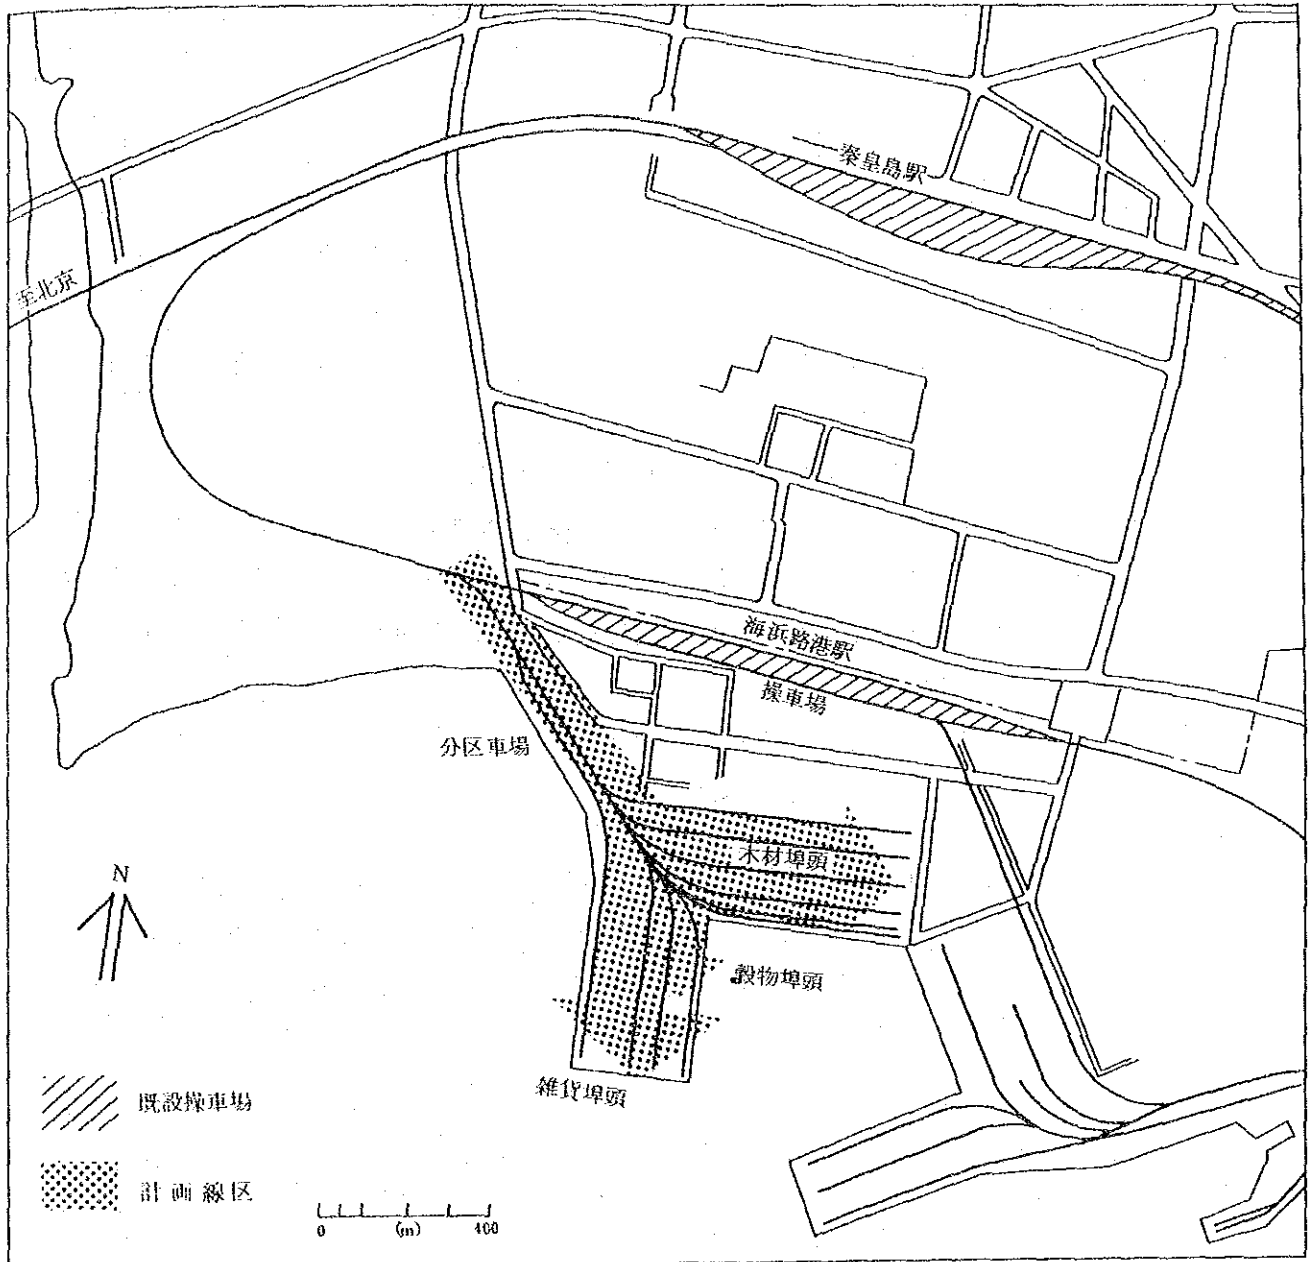 秦皇島駅
至北京
海浜路港駅
操車場
分区車場
木材埠頭
N
穀物埠頭
雑貨埠頭
既設操車場
計画線区
0 (m) 400